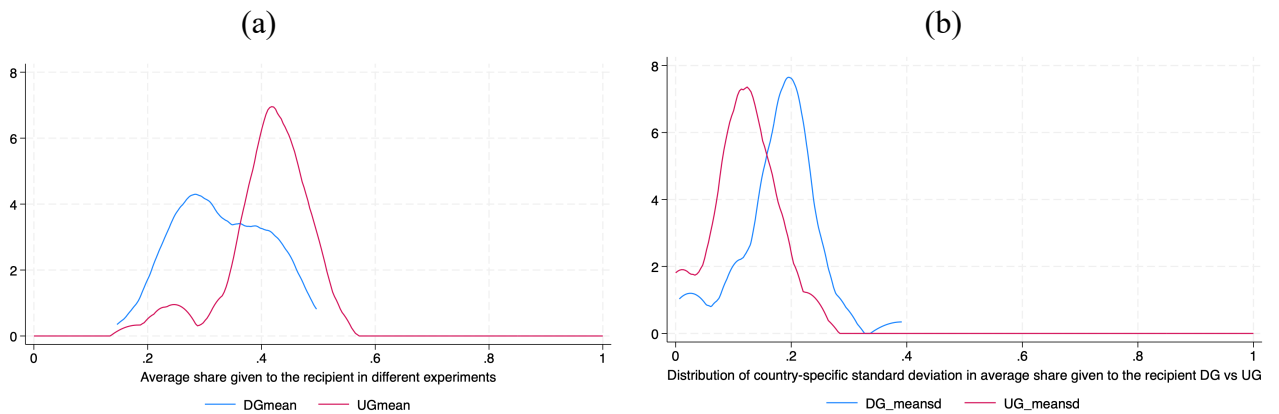 (a)
8
6
4
2
0
0 .2 .4 .6 .8 1
Average share given to the recipient in different experiments
DGmean UGmean
(b)
8
6
4
2
0
0 .2 .4 .6 .8 1
Distribution of country-specific standard deviation in average share given to the recipient DG vs UG
DG_meansd UG_meansd